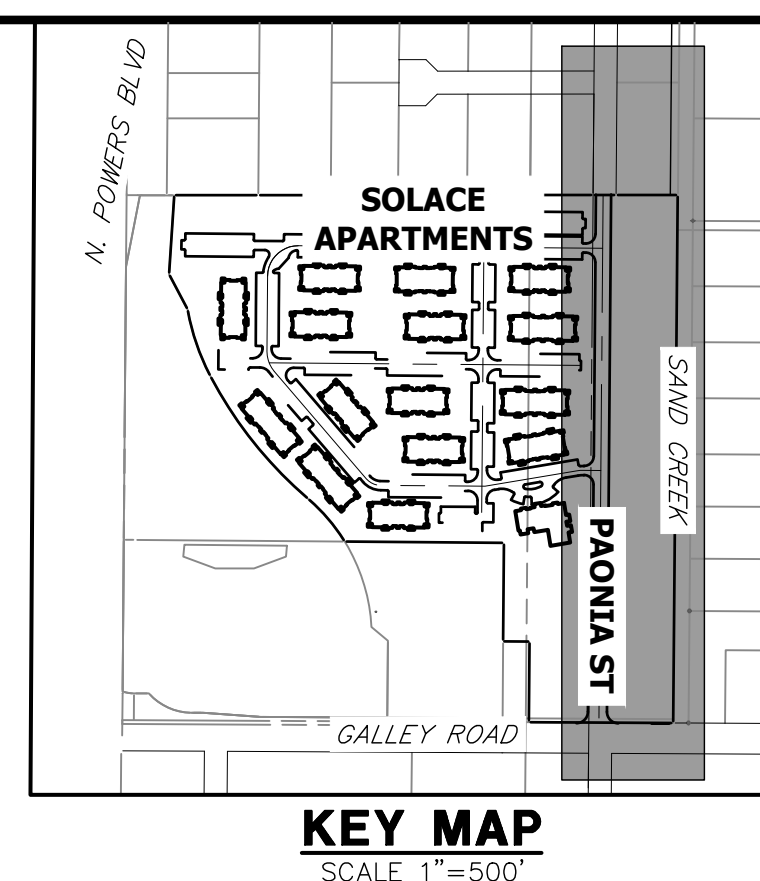 N. POWERS BLVD
SOLACE
APARTMENTS
SAND CREEK
PAONIA ST
GALLEY ROAD
KEY MAP
SCALE 1"=500'